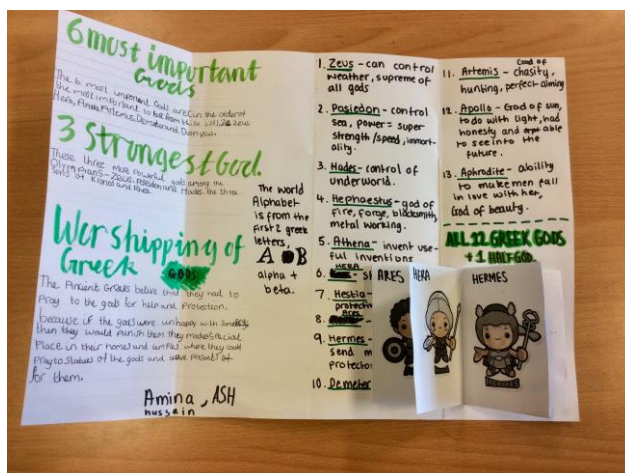 6 most important
Gods
The 6 most important Gods are (in the order of
the most important to
Hera,
3 Strongest God.
These three most powerful gods among the
Olympians - Zeus, Poseidon and Hades. the three
sons of Kronos and Rhea.
Worshipping of
Greek GODS
The Ancient Greeks believe that they had to
Pray to the gods for help and Protection.
because if the gods were unhappy with
then they would punish them. They made special
Place in their homes and temples where they could
Pray to statues of the gods and
for them.
The world
Alphabet
is from the
first 2 greek
letters,
A B
alpha +
beta.
Amina, ASH
hussain
1. Zeus - can control
weather, supreme of
all gods
2. Posiedon - control
sea, power = super
strength / speed, immort-
ality.
3. Hades - control of
underworld.
4. Hephaestus - god of
fire, forge, blacksmith,
metal working.
5. Athena - invent use-
ful inventions
6. HERA
7. Hestia -
protecti
8. Ares
9. Hermes -
send m
protecto
10. Demeter
11. Artemis - God of chasity,
hunting, perfect aiming
12. Apollo - God of sun,
to do with light, had
honesty and able
to see into the
future.
13. Aphradite - ability
to make men fall
in love with her,
God of beauty.
ALL 12 GREEK GODS
+ 1 HALF GOD.
ARES
HERA
HERMES
HERMES